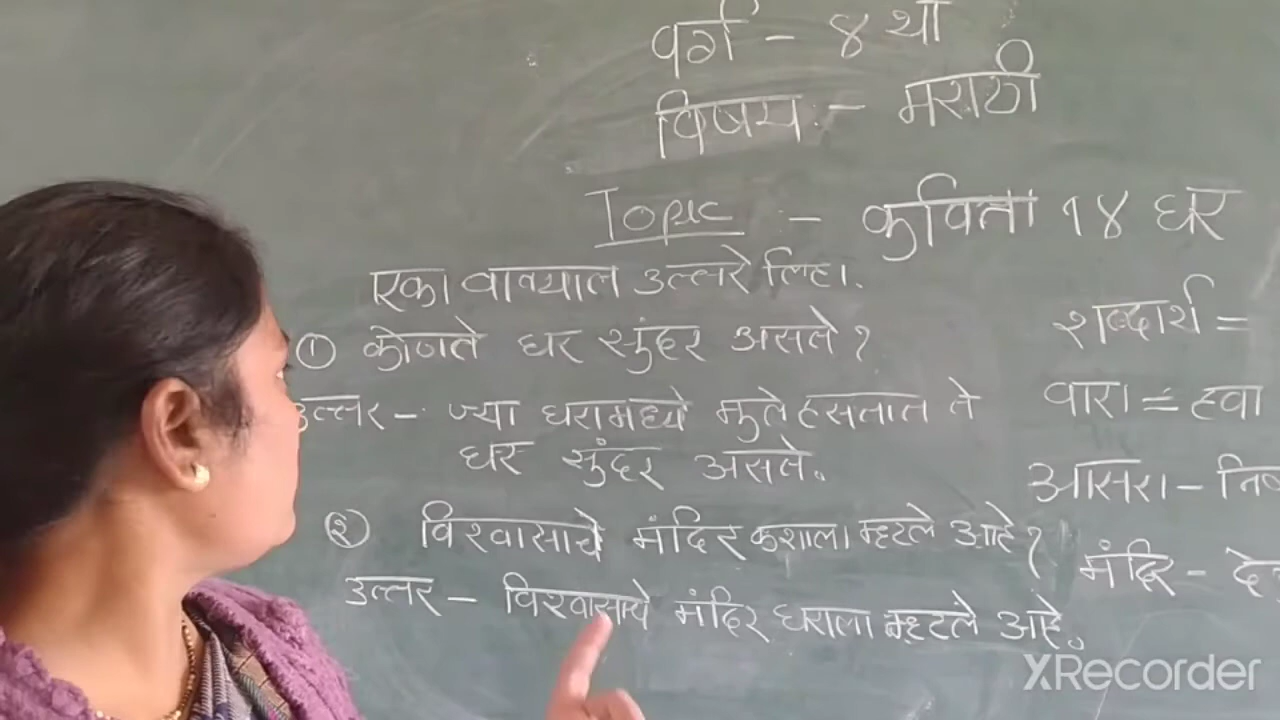 वर्ग - ४ थी
विषय :- मराठी
Topic :- कविता १४ घर
एका वाक्यात उत्तरे लिहा.
① कोणते घर सुंदर असते?
उत्तर - ज्या घरामध्ये मुले हसतात ते
घर सुंदर असते.
② विश्वासाचे मंदिर कशाला म्हटले आहे?
उत्तर - विश्वासाचे मंदिर घराला म्हटले आहे.
शब्दार्थ =
वारा = हवा
आसरा -
मंदिर -
XRecorder